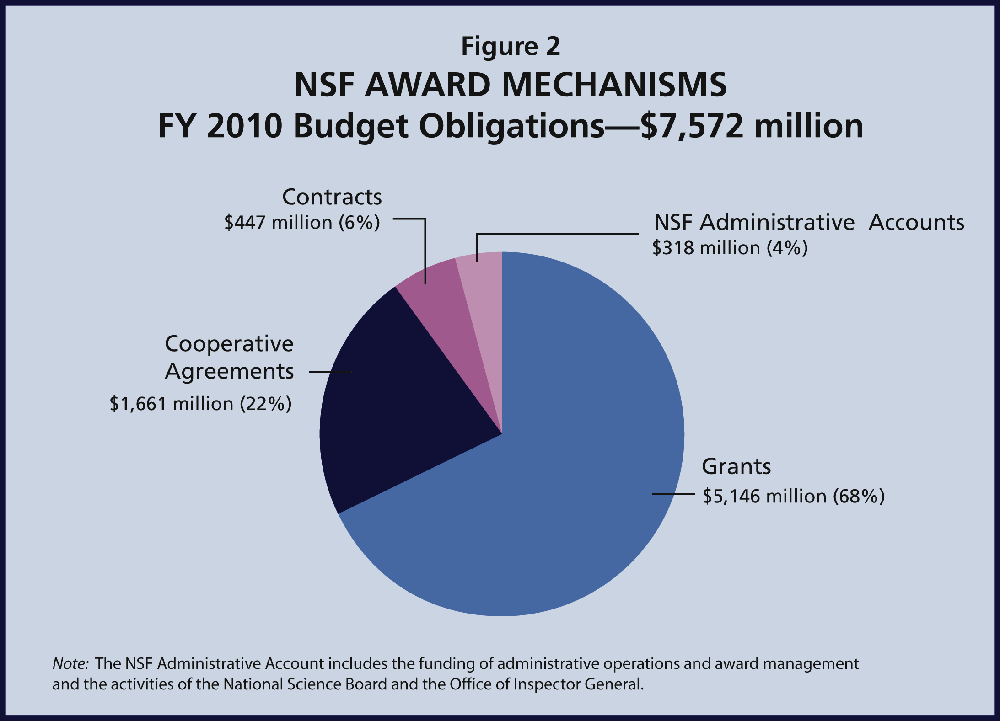 Figure 2
NSF AWARD MECHANISMS
FY 2010 Budget Obligations—$7,572 million
Contracts
$447 million (6%)
NSF Administrative Accounts
$318 million (4%)
Cooperative
Agreements
$1,661 million (22%)
Grants
$5,146 million (68%)
Note: The NSF Administrative Account includes the funding of administrative operations and award management
and the activities of the National Science Board and the Office of Inspector General.